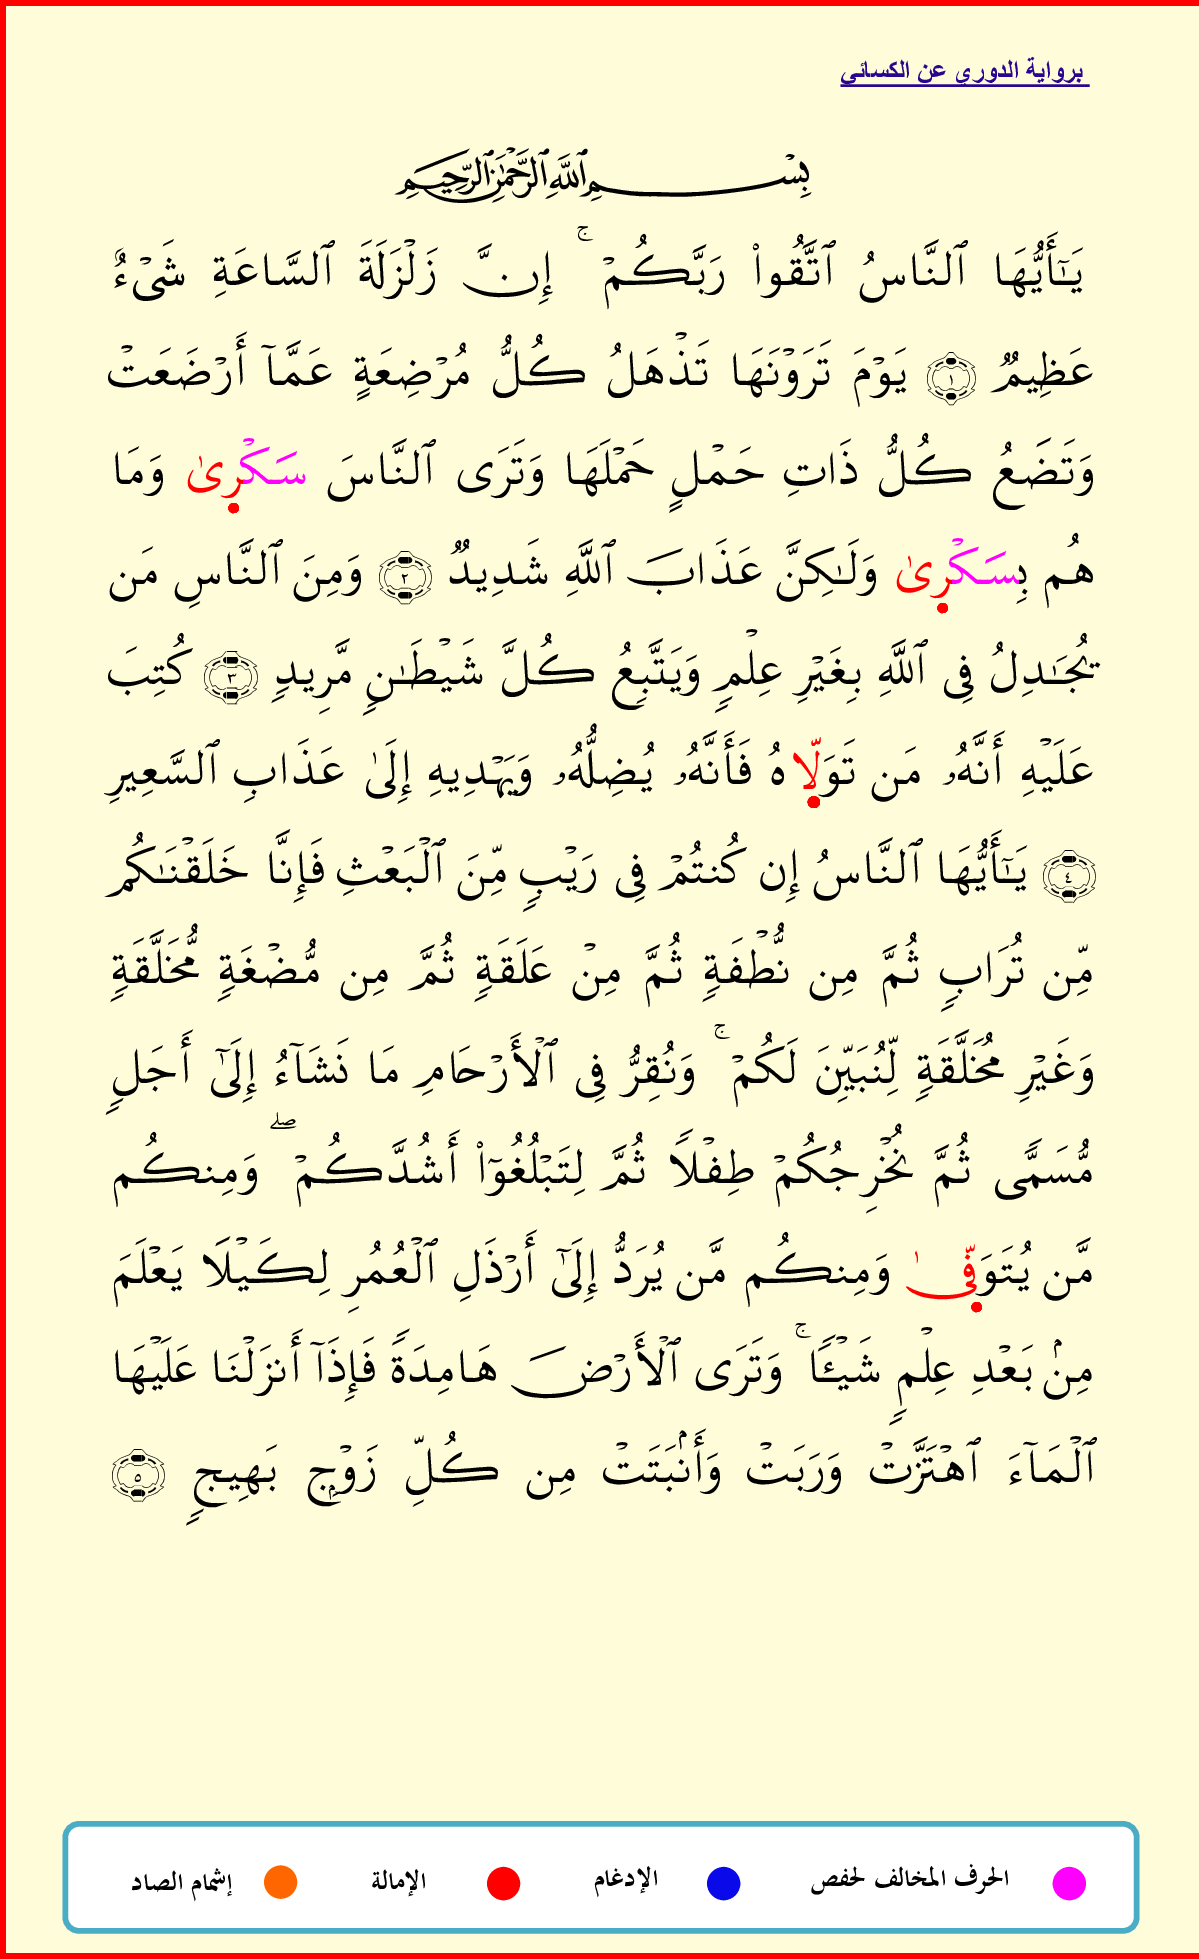 برواية الدوري عن الكسائي
بِسْمِ ٱللَّهِ ٱلرَّحْمَٰنِ ٱلرَّحِيمِ
يَـٰٓأَيُّهَا ٱلنَّاسُ ٱتَّقُوا۟ رَبَّكُمْ ۚ إِنَّ زَلْزَلَةَ ٱلسَّاعَةِ شَىْءٌ
عَظِيمٌ ١ يَوْمَ تَرَوْنَهَا تَذْهَلُ كُلُّ مُرْضِعَةٍ عَمَّآ أَرْضَعَتْ
وَتَضَعُ كُلُّ ذَاتِ حَمْلٍ حَمْلَهَا وَتَرَى ٱلنَّاسَ سَكْرِىٰ وَمَا
هُم بِسَكْرِىٰ وَلَـٰكِنَّ عَذَابَ ٱللَّهِ شَدِيدٌ ٢ وَمِنَ ٱلنَّاسِ مَن
يُجَـٰدِلُ فِى ٱللَّهِ بِغَيْرِ عِلْمٍ وَيَتَّبِعُ كُلَّ شَيْطَـٰنٍ مَّرِيدٍ ٣ كُتِبَ
عَلَيْهِ أَنَّهُۥ مَن تَوَلّاهُ فَأَنَّهُۥ يُضِلُّهُۥ وَيَهْدِيهِ إِلَىٰ عَذَابِ ٱلسَّعِيرِ
٤ يَـٰٓأَيُّهَا ٱلنَّاسُ إِن كُنتُمْ فِى رَيْبٍ مِّنَ ٱلْبَعْثِ فَإِنَّا خَلَقْنَـٰكُم
مِّن تُرَابٍ ثُمَّ مِن نُّطْفَةٍ ثُمَّ مِنْ عَلَقَةٍ ثُمَّ مِن مُّضْغَةٍ مُّخَلَّقَةٍ
وَغَيْرِ مُخَلَّقَةٍ لِّنُبَيِّنَ لَكُمْ ۚ وَنُقِرُّ فِى ٱلْأَرْحَامِ مَا نَشَآءُ إِلَىٰٓ أَجَلٍ
مُّسَمًّى ثُمَّ نُخْرِجُكُمْ طِفْلًا ثُمَّ لِتَبْلُغُوٓا۟ أَشُدَّكُمْ ۖ وَمِنكُم
مَّن يُتَوَفِّىٰ وَمِنكُم مَّن يُرَدُّ إِلَىٰٓ أَرْذَلِ ٱلْعُمُرِ لِكَيْلَا يَعْلَمَ
مِنۢ بَعْدِ عِلْمٍ شَيْـًٔا ۚ وَتَرَى ٱلْأَرْضَ هَامِدَةً فَإِذَآ أَنزَلْنَا عَلَيْهَا
ٱلْمَآءَ ٱهْتَزَّتْ وَرَبَتْ وَأَنۢبَتَتْ مِن كُلِّ زَوْجٍۭ بَهِيجٍ ٥
الحرف المخالف لحفص الإدغام الإمالة إشمام الصاد